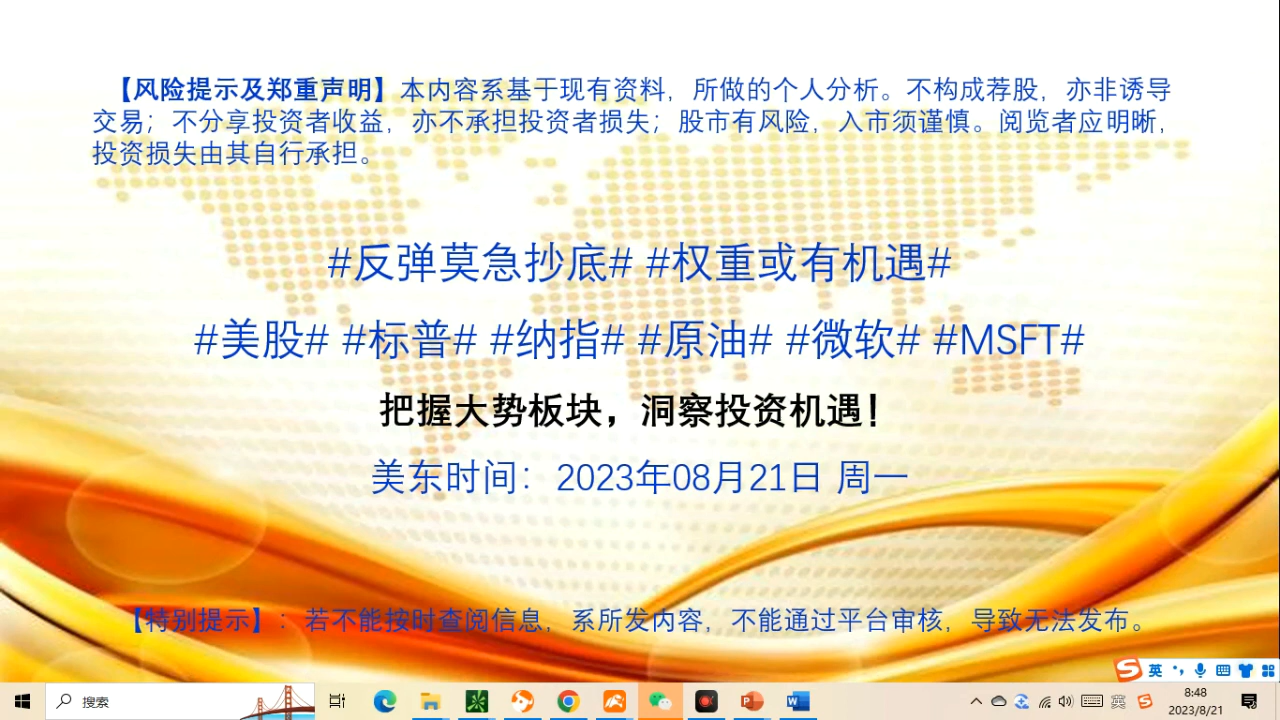 【风险提示及郑重声明】本内容系基于现有资料，所做的个人分析。不构成荐股，亦非诱导
交易；不分享投资者收益，亦不承担投资者损失；股市有风险，入市须谨慎。阅览者应明晰，
投资损失由其自行承担。
#反弹莫急抄底# #权重或有机遇#
#美股# #标普# #纳指# #原油# #微软# #MSFT#
把握大势板块，洞察投资机遇！
美东时间：2023年08月21日 周一
【特别提示】：若不能按时查阅信息，系所发内容，不能通过平台审核，导致无法发布。
英
搜索
英
8:48
2023/8/21